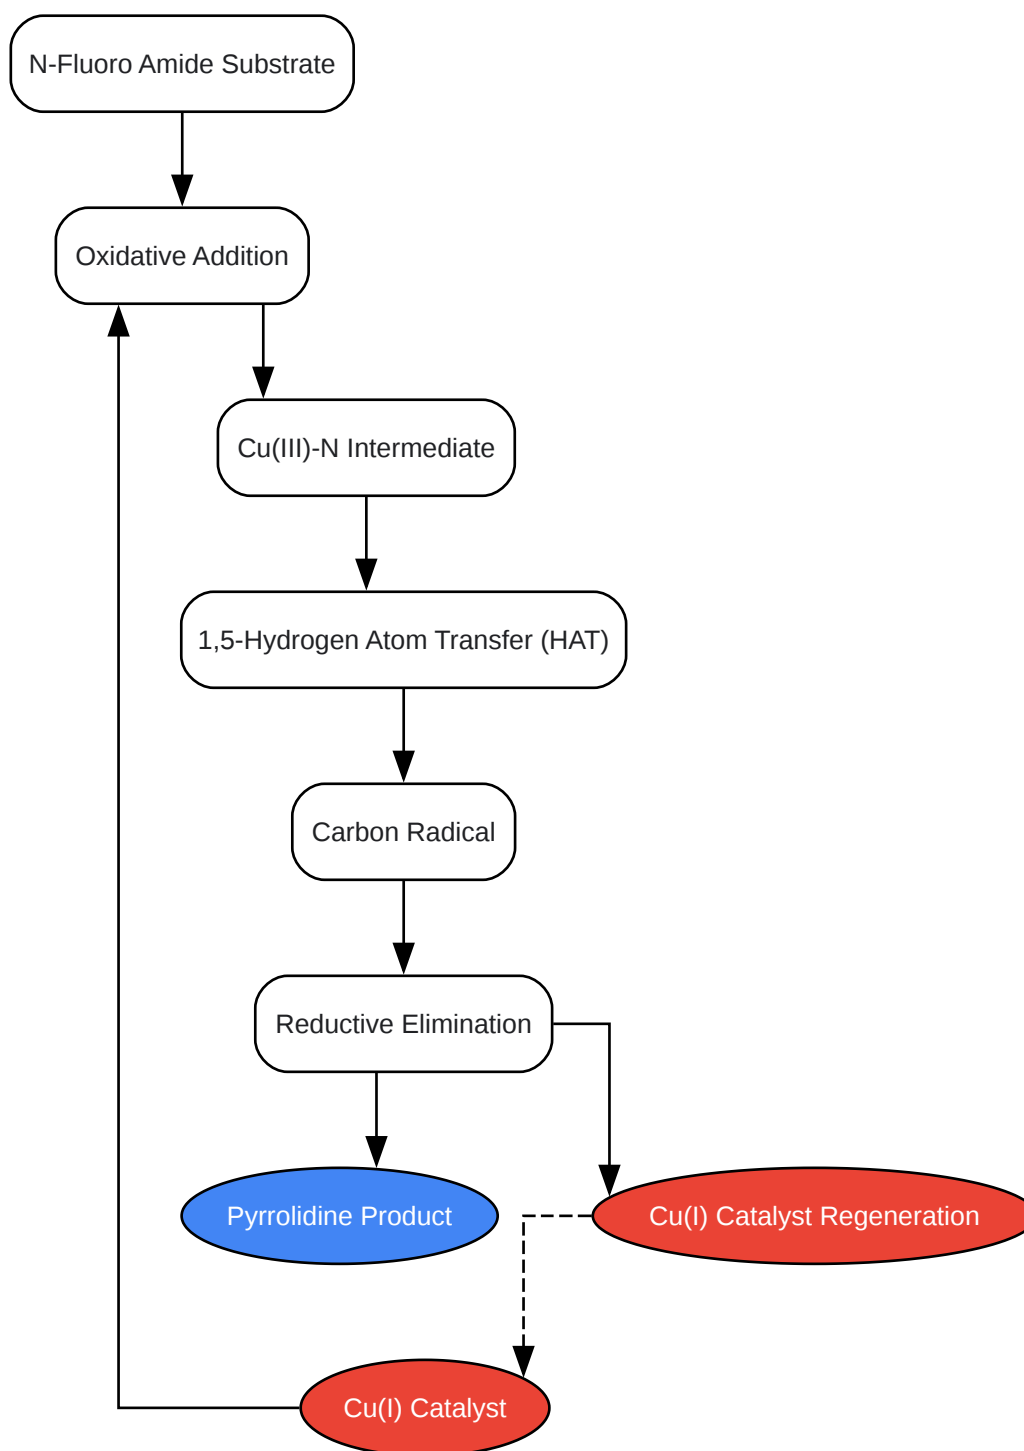 N-Fluoro Amide Substrate
Oxidative Addition
Cu(III)-N Intermediate
1,5-Hydrogen Atom Transfer (HAT)
Carbon Radical
Reductive Elimination
Pyrrolidine Product
Cu(I) Catalyst Regeneration
Cu(I) Catalyst